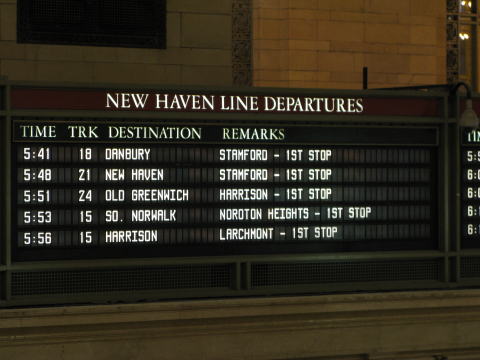 NEW HAVEN LINE DEPARTURES
TIME TRK DESTINATION REMARKS
5:41 18 DANBURY STAMFORD - 1ST STOP
5:48 21 NEW HAVEN STAMFORD - 1ST STOP
5:51 24 OLD GREENWICH HARRISON - 1ST STOP
5:53 15 SO. NORWALK NOROTON HEIGHTS - 1ST STOP
5:56 15 HARRISON LARCHMONT - 1ST STOP